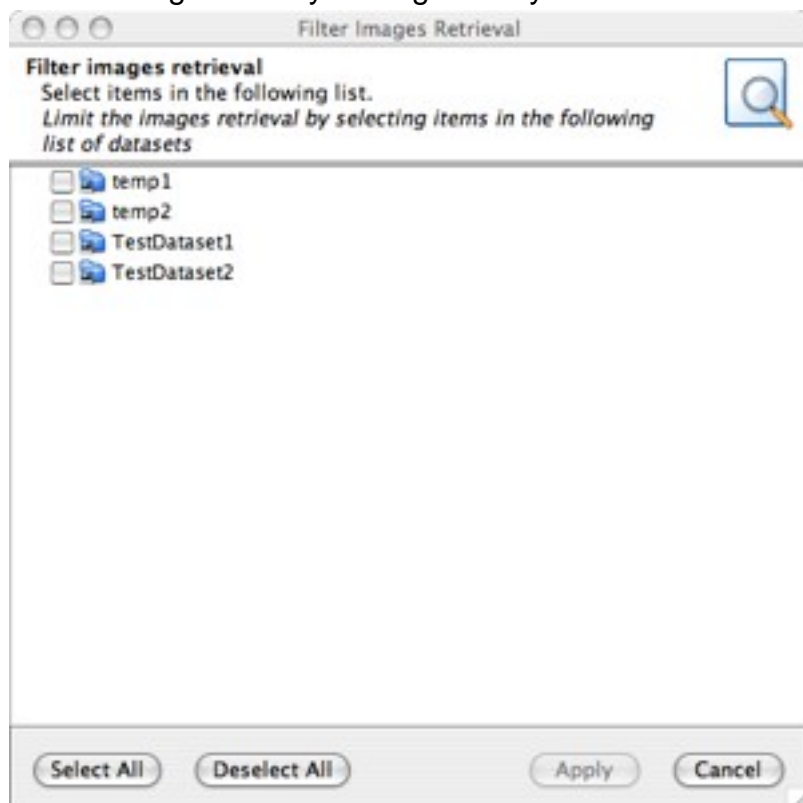 Filter Images Retrieval
Filter images retrieval
Select items in the following list.
Limit the images retrieval by selecting items in the following
list of datasets
temp1
temp2
TestDataset1
TestDataset2
Select All Deselect All Apply Cancel